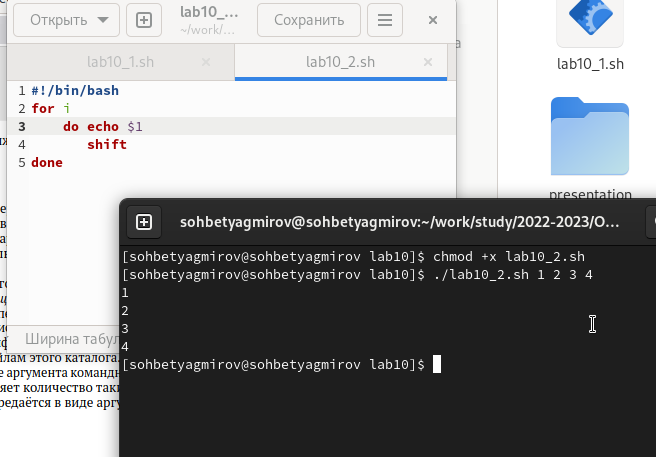 Открыть
lab10_...
~/work/...
Сохранить
lab10_1.sh
lab10_2.sh
1 #!/bin/bash
2 for i
3 do echo $1
4 shift
5 done
Ширина табул
lab10_1.sh
presentation
sohbetyagmirov@sohbetyagmirov:~/work/study/2022-2023/О...
[sohbetyagmirov@sohbetyagmirov lab10]$ chmod +x lab10_2.sh
[sohbetyagmirov@sohbetyagmirov lab10]$ ./lab10_2.sh 1 2 3 4
1
2
3
4
[sohbetyagmirov@sohbetyagmirov lab10]$
йлам этого каталога.
е аргумента команд
яет количество так
редаётся в виде аргу